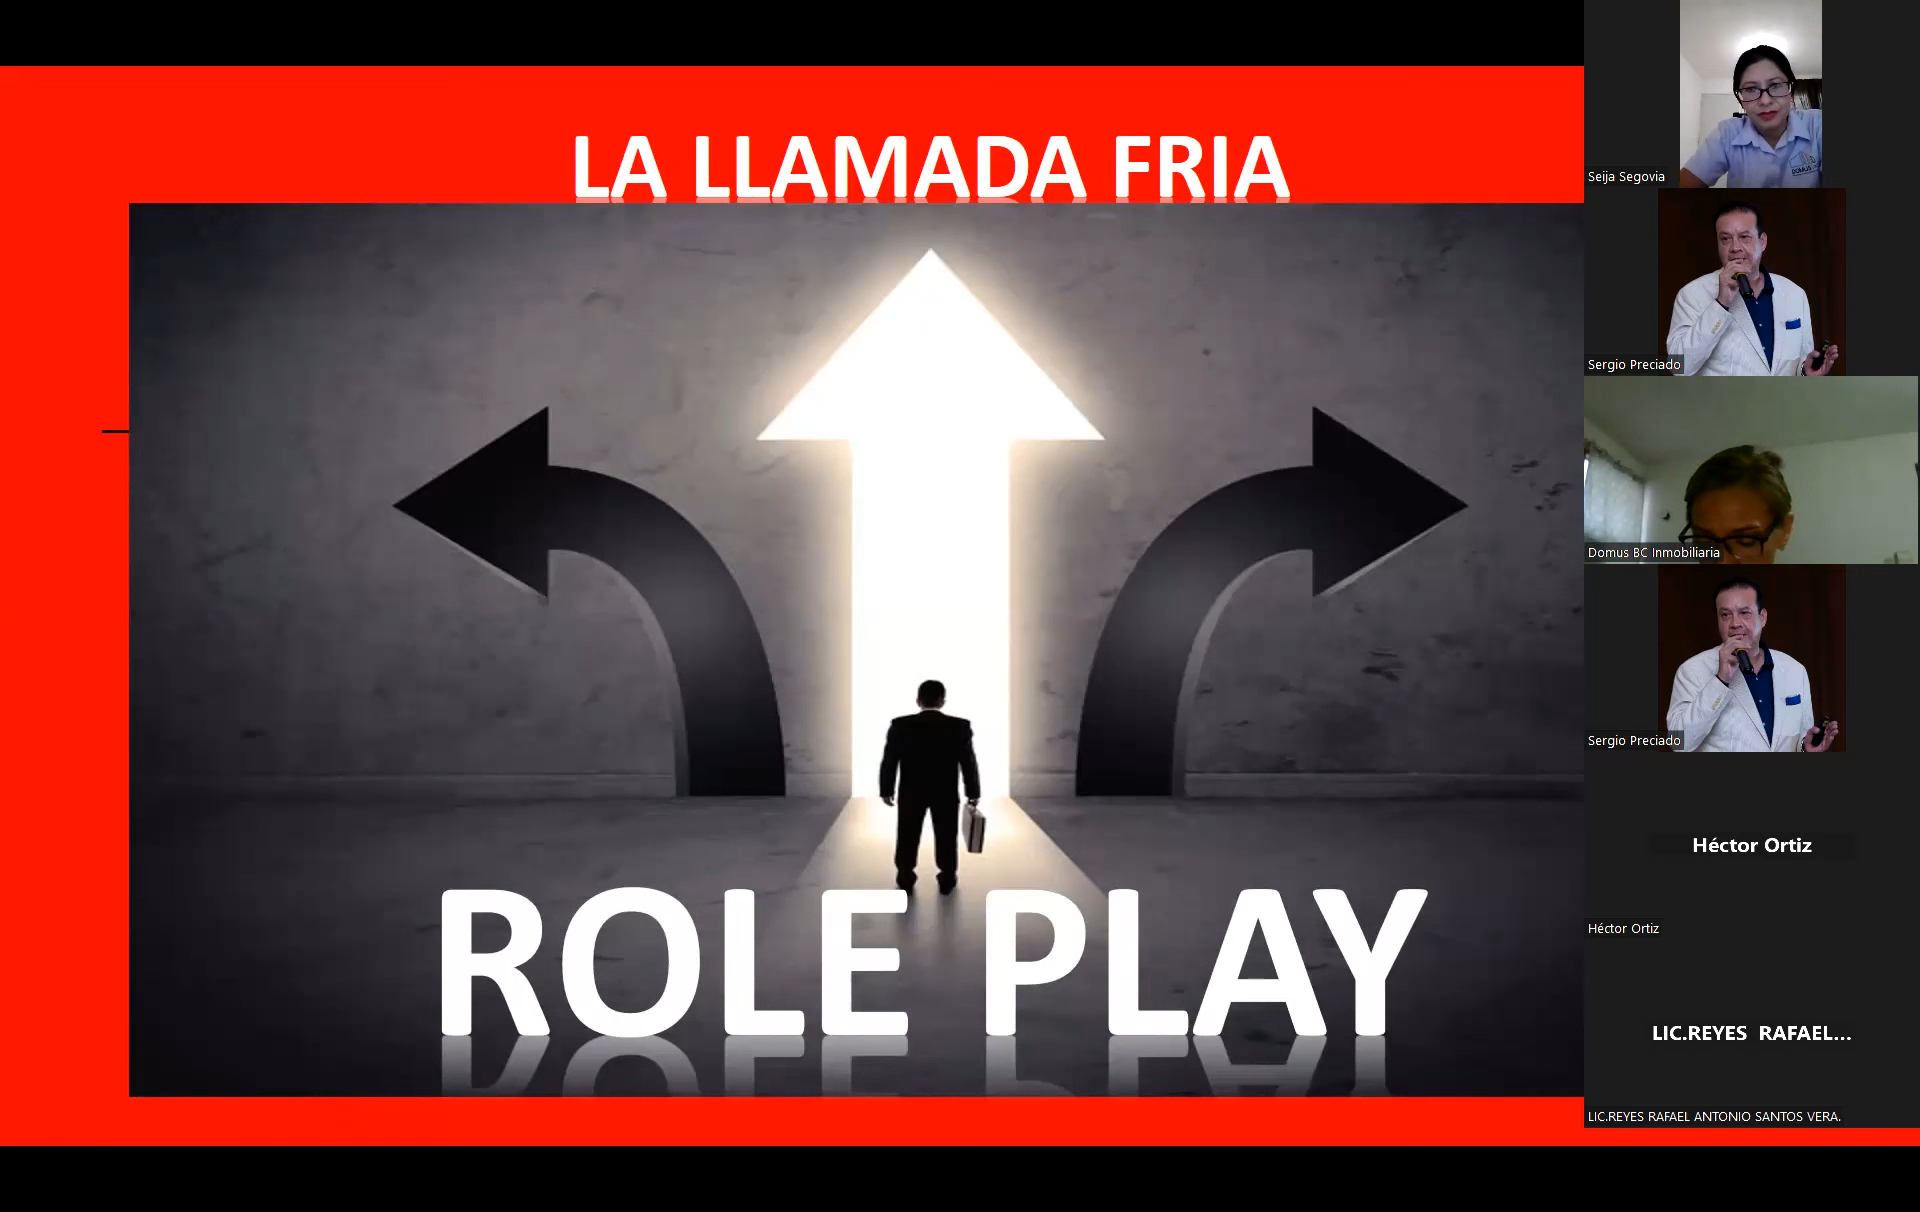 LA LLAMADA FRIA
ROLE PLAY
Seija Segovia
DOMUS
Sergio Preciado
Domus BC Inmobiliaria
Sergio Preciado
Héctor Ortiz
Héctor Ortiz
LIC.REYES RAFAEL...
LIC.REYES RAFAEL ANTONIO SANTOS VERA.